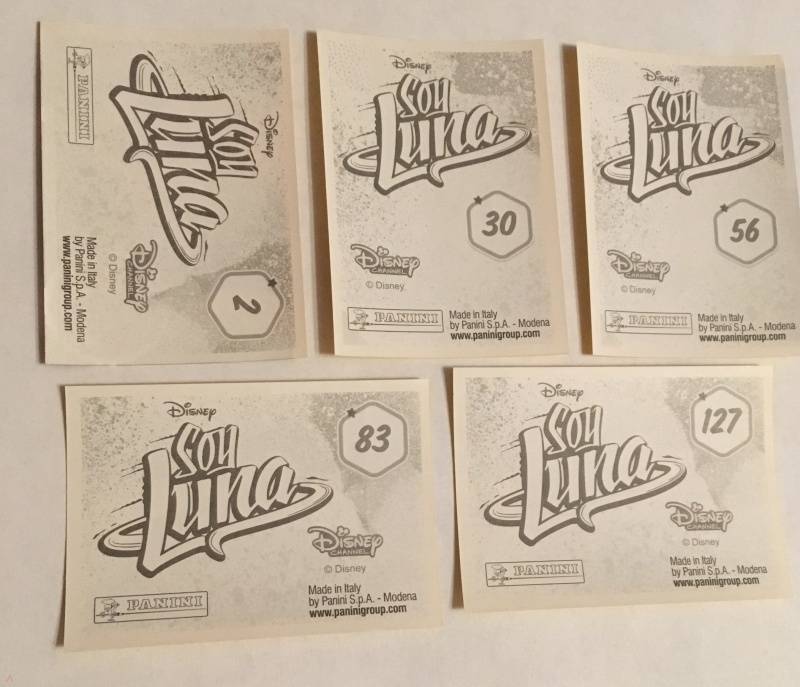 DISNEY
SOY
Luna
2
DISNEY
CHANNEL
© Disney
PANINI
Made in Italy
by Panini S.p.A. - Modena
www.paninigroup.com
DISNEY
SOY
Luna
30
DISNEY
CHANNEL
© Disney
PANINI
Made in Italy
by Panini S.p.A. - Modena
www.paninigroup.com
DISNEY
SOY
Luna
56
DISNEY
CHANNEL
© Disney
PANINI
Made in Italy
by Panini S.p.A. - Modena
www.paninigroup.com
DISNEY
SOY
Luna
83
DISNEY
CHANNEL
© Disney
PANINI
Made in Italy
by Panini S.p.A. - Modena
www.paninigroup.com
DISNEY
SOY
Luna
127
DISNEY
CHANNEL
© Disney
PANINI
Made in Italy
by Panini S.p.A. - Modena
www.paninigroup.com